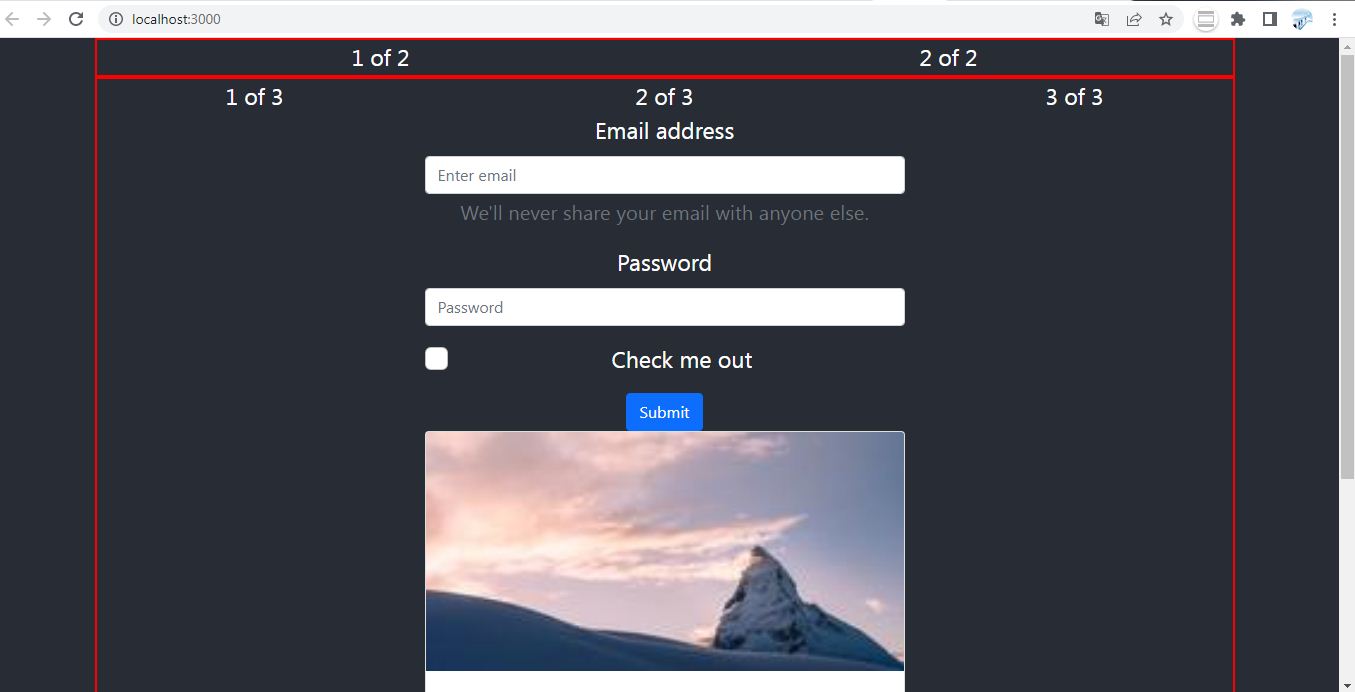 localhost:3000
1 of 2 2 of 2
1 of 3 2 of 3 3 of 3
Email address
Enter email
We'll never share your email with anyone else.
Password
Password
Check me out
Submit